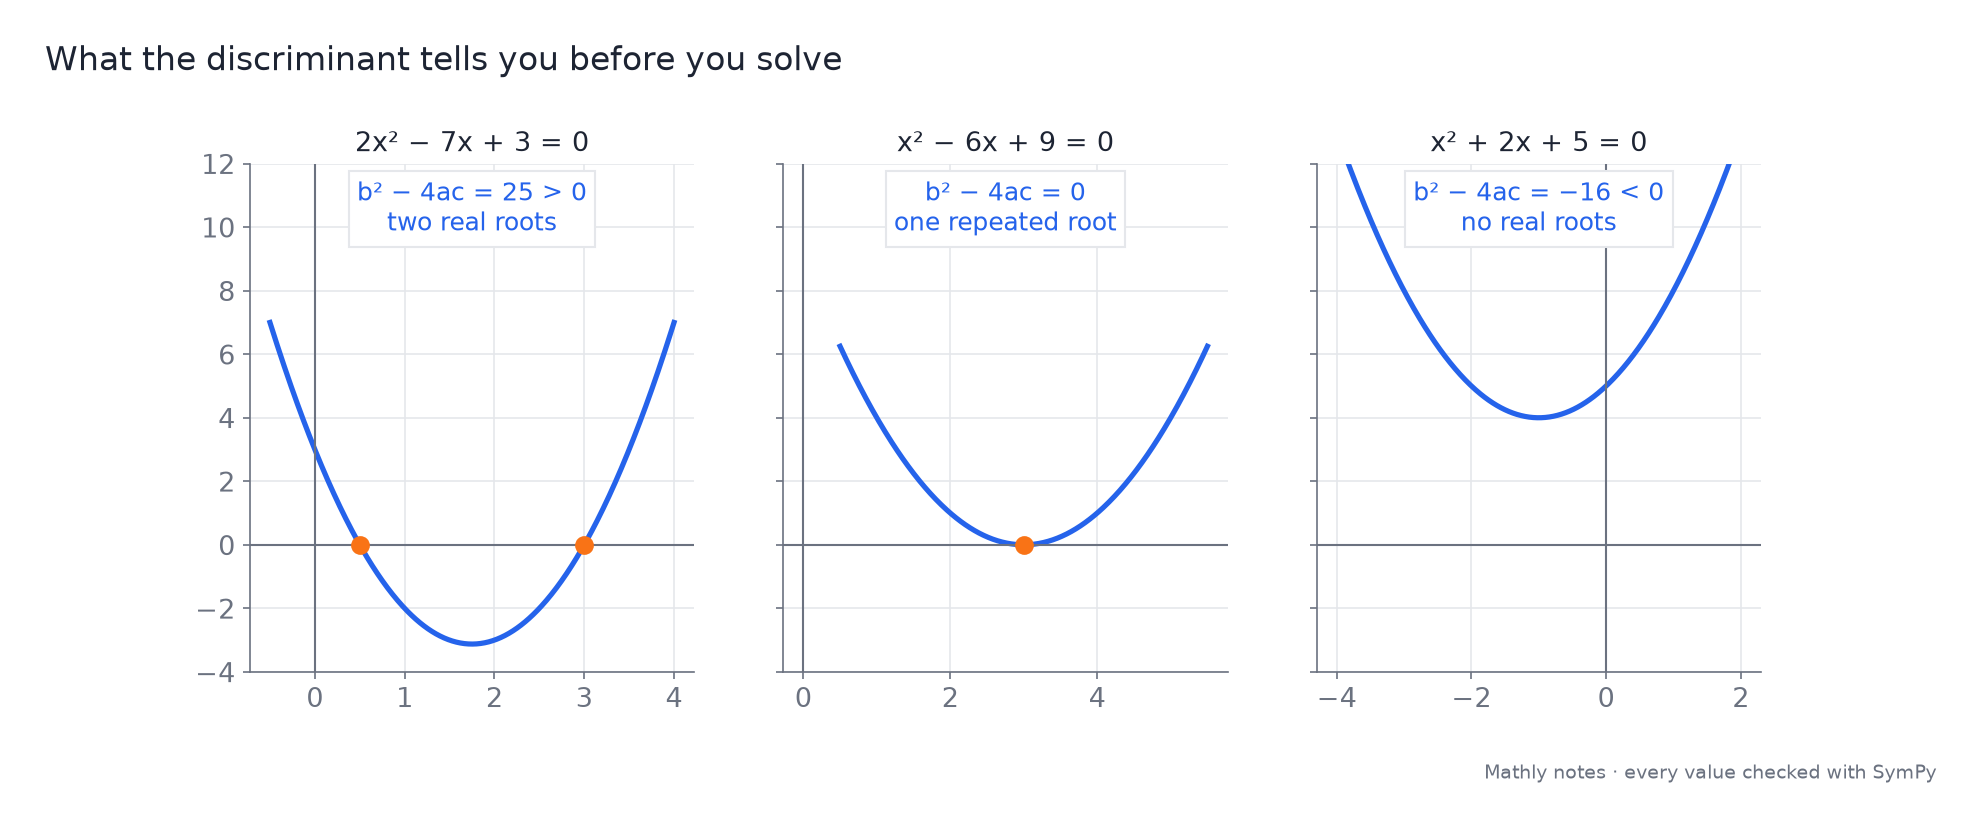 What the discriminant tells you before you solve
2x² − 7x + 3 = 0
b² − 4ac = 25 > 0
two real roots
12
10
8
6
4
2
0
−2
−4
0 1 2 3 4
x² − 6x + 9 = 0
b² − 4ac = 0
one repeated root
0 2 4
x² + 2x + 5 = 0
b² − 4ac = −16 < 0
no real roots
−4 −2 0 2
Mathly notes · every value checked with SymPy